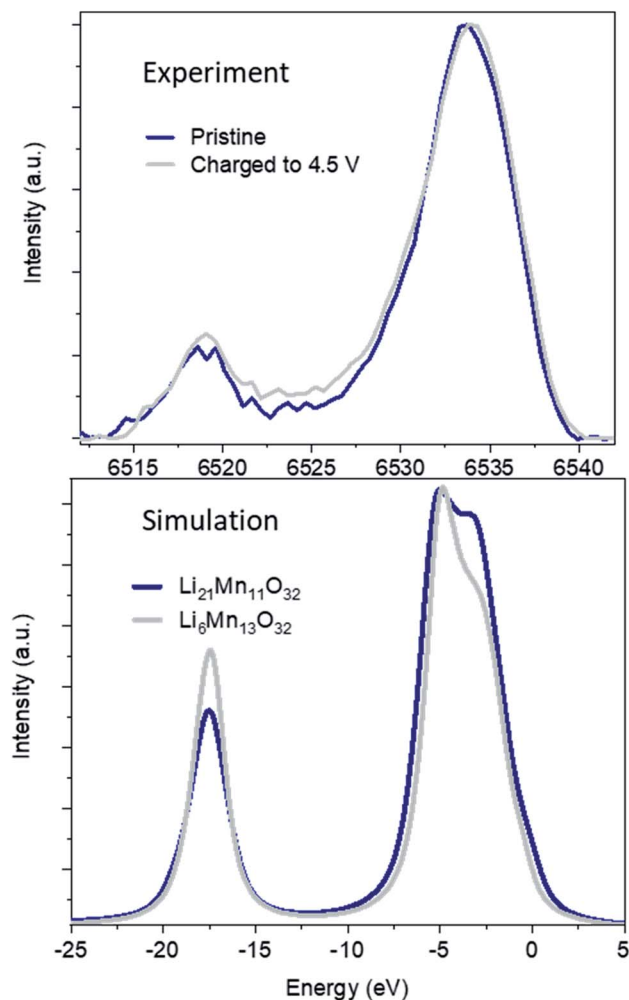 Experiment
Pristine
Charged to 4.5 V
Intensity (a.u.)
6515 6520 6525 6530 6535 6540
Simulation
Li₂₁Mn₁₁O₃₂
Li₆Mn₁₃O₃₂
Intensity (a.u.)
-25 -20 -15 -10 -5 0 5
Energy (eV)